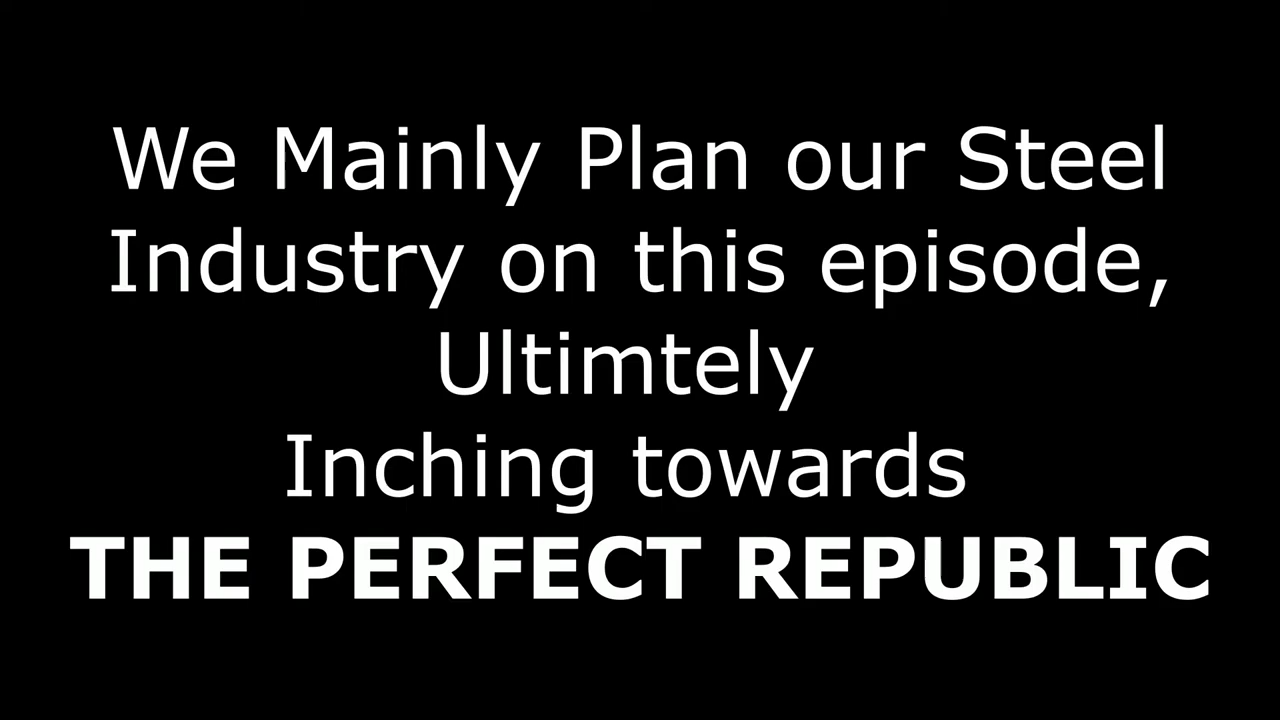 We Mainly Plan our Steel
Industry on this episode,
Ultimtely
Inching towards
THE PERFECT REPUBLIC